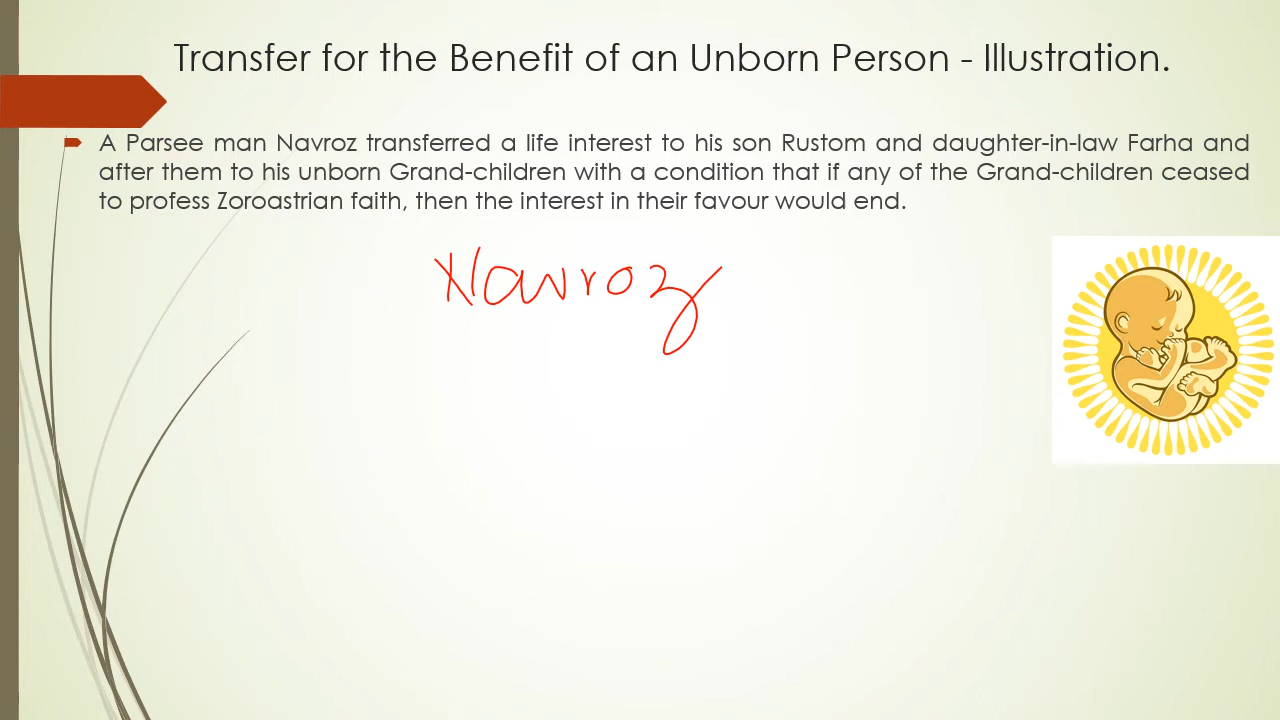 Transfer for the Benefit of an Unborn Person - Illustration.
A Parsee man Navroz transferred a life interest to his son Rustom and daughter-in-law Farha and
after them to his unborn Grand-children with a condition that if any of the Grand-children ceased
to profess Zoroastrian faith, then the interest in their favour would end.
Navroz